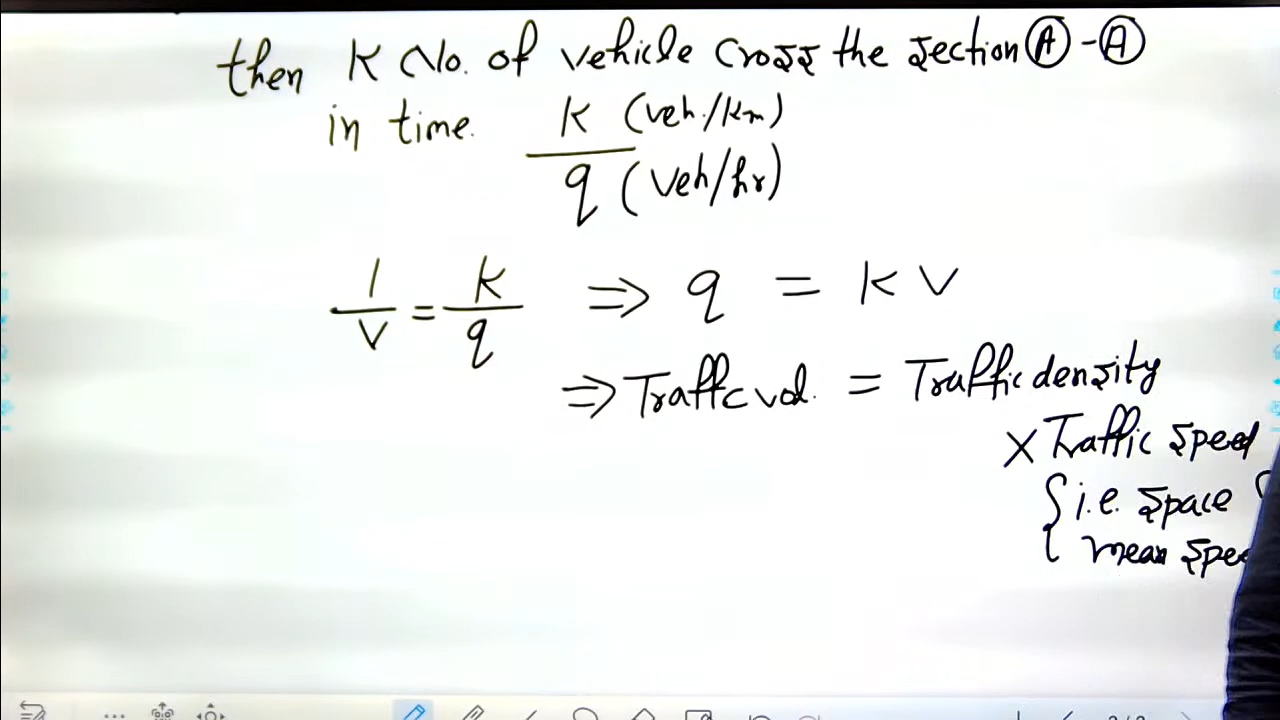 then K No. of vehicle cross the section Ⓐ-Ⓐ
in time. K (veh./Km)
q (veh/hr)
1/v = K/q ⇒ q = K V
⇒ Traffc vol. = Traffic density
× Traffic speed
{ i.e. space
mean